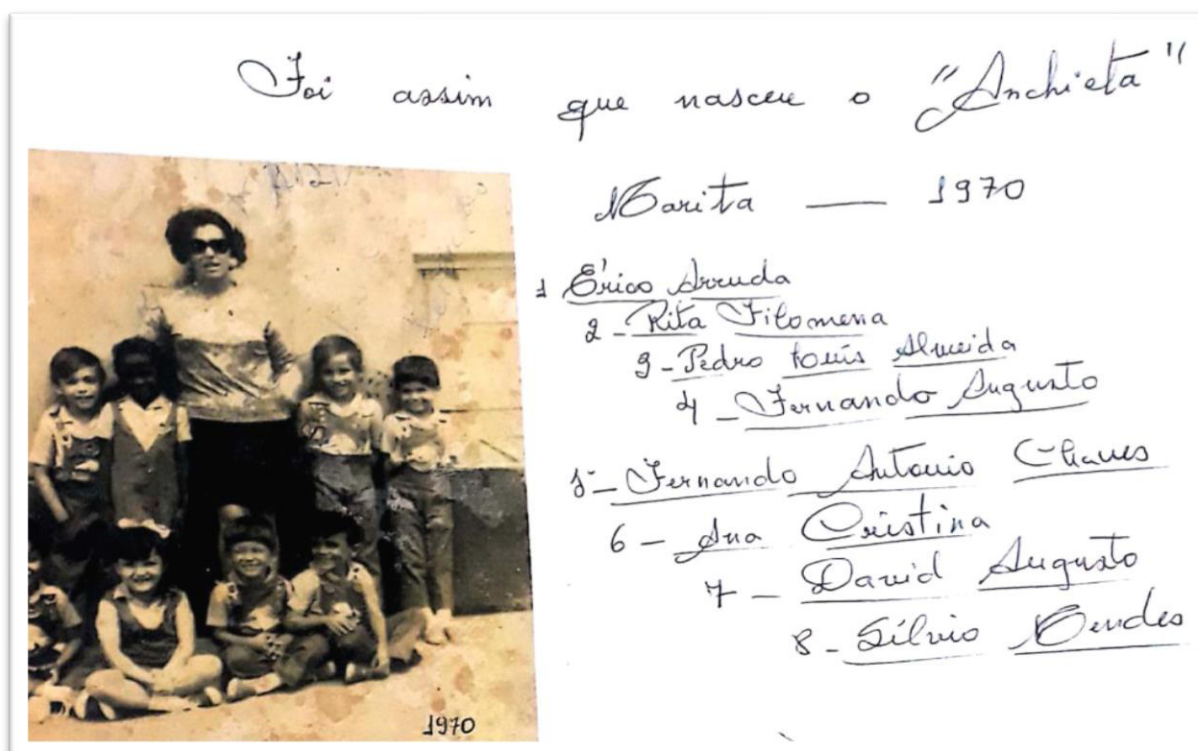 Foi assim que nasceu o "Anchieta"
Marita — 1970
1 Érico Arruda
2 - Rita Filomena
3 - Pedro Luís Almeida
4 - Fernando Augusto
5 - Fernando Antonio Chaves
6 - Ana Cristina
7 - David Augusto
8 - Sílvio Mendes
1970